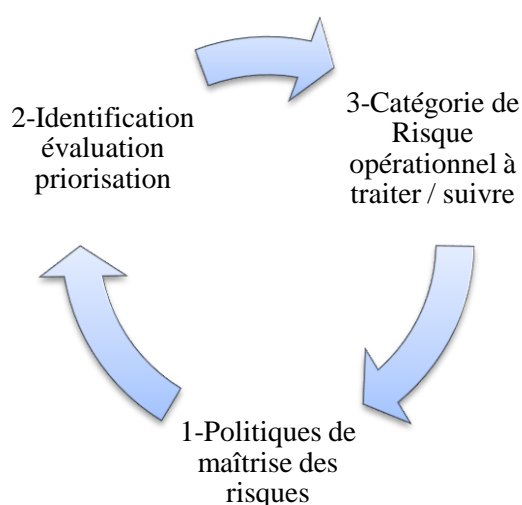 2-Identification
évaluation
priorisation
3-Catégorie de
Risque
opérationnel à
traiter / suivre
1-Politiques de
maîtrise des
risques